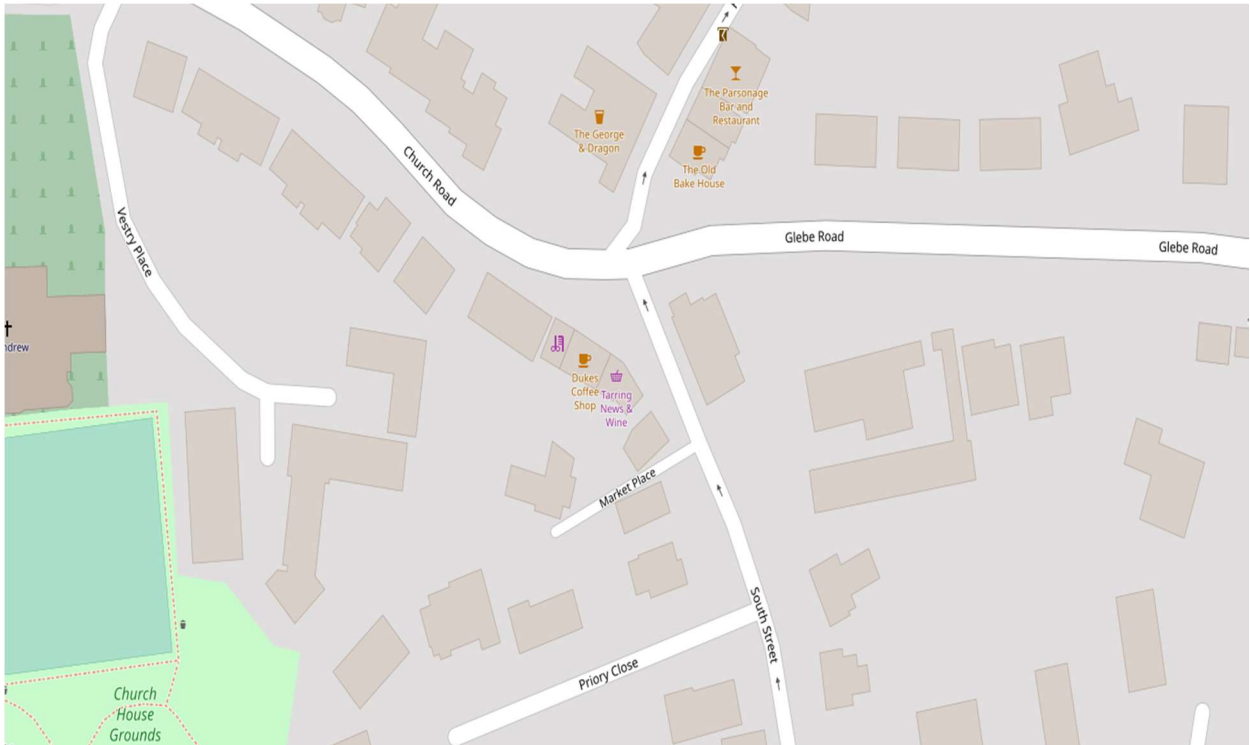 The Parsonage
Bar and
Restaurant
The George
& Dragon
Church Road
The Old
Bake House
Vestry Place
Glebe Road
Glebe Road
ndrew
Dukes
Coffee
Shop
Tarring
News &
Wine
Market Place
South Street
Priory Close
Church
House
Grounds